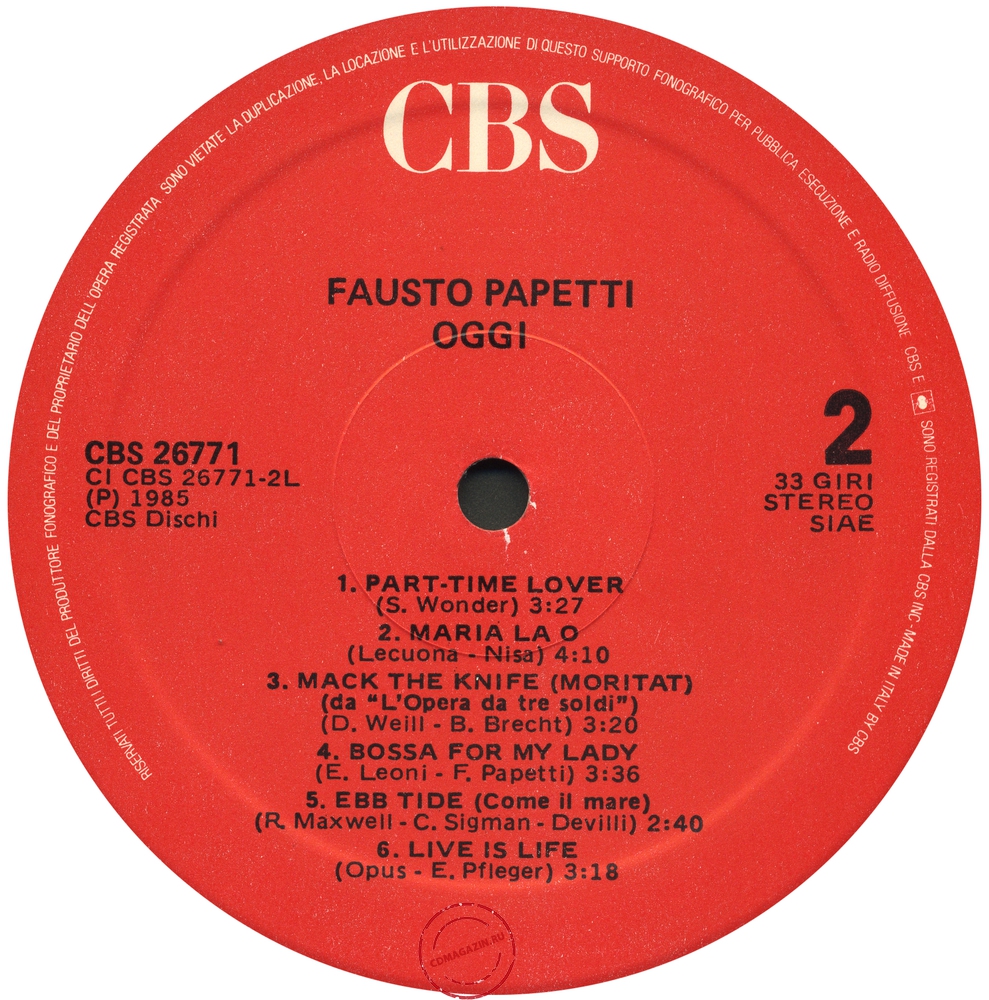 RISERVATI TUTTI I DIRITTI DEL PRODUTTORE FONOGRAFICO E DEL PROPRIETARIO DELL'OPERA REGISTRATA SONO VIETATE LA DUPLICAZIONE, LA LOCAZIONE E L'UTILIZZAZIONE DI QUESTO SUPPORTO FONOGRAFICO PER PUBBLICA ESECUZIONE E RADIO DIFFUSIONE CBS E SONO REGISTRATI DALLA CBS INC - MADE IN ITALY BY CBS
CBS
FAUSTO PAPETTI
OGGI
CBS 26771
CI CBS 26771-2L
(P) 1985
CBS Dischi
2
33 GIRI
STEREO
SIAE
1. PART-TIME LOVER
(S. Wonder) 3:27
2. MARIA LA O
(Lecuona - Nisa) 4:10
3. MACK THE KNIFE (MORITAT)
(da “L'Opera da tre soldi”)
(D. Weill - B. Brecht) 3:20
4. BOSSA FOR MY LADY
(E. Leoni - F. Papetti) 3:36
5. EBB TIDE (Come il mare)
(R. Maxwell - C. Sigman - Devilli) 2:40
6. LIVE IS LIFE
(Opus - E. Pfleger) 3:18
CDMAGAZIN.RU